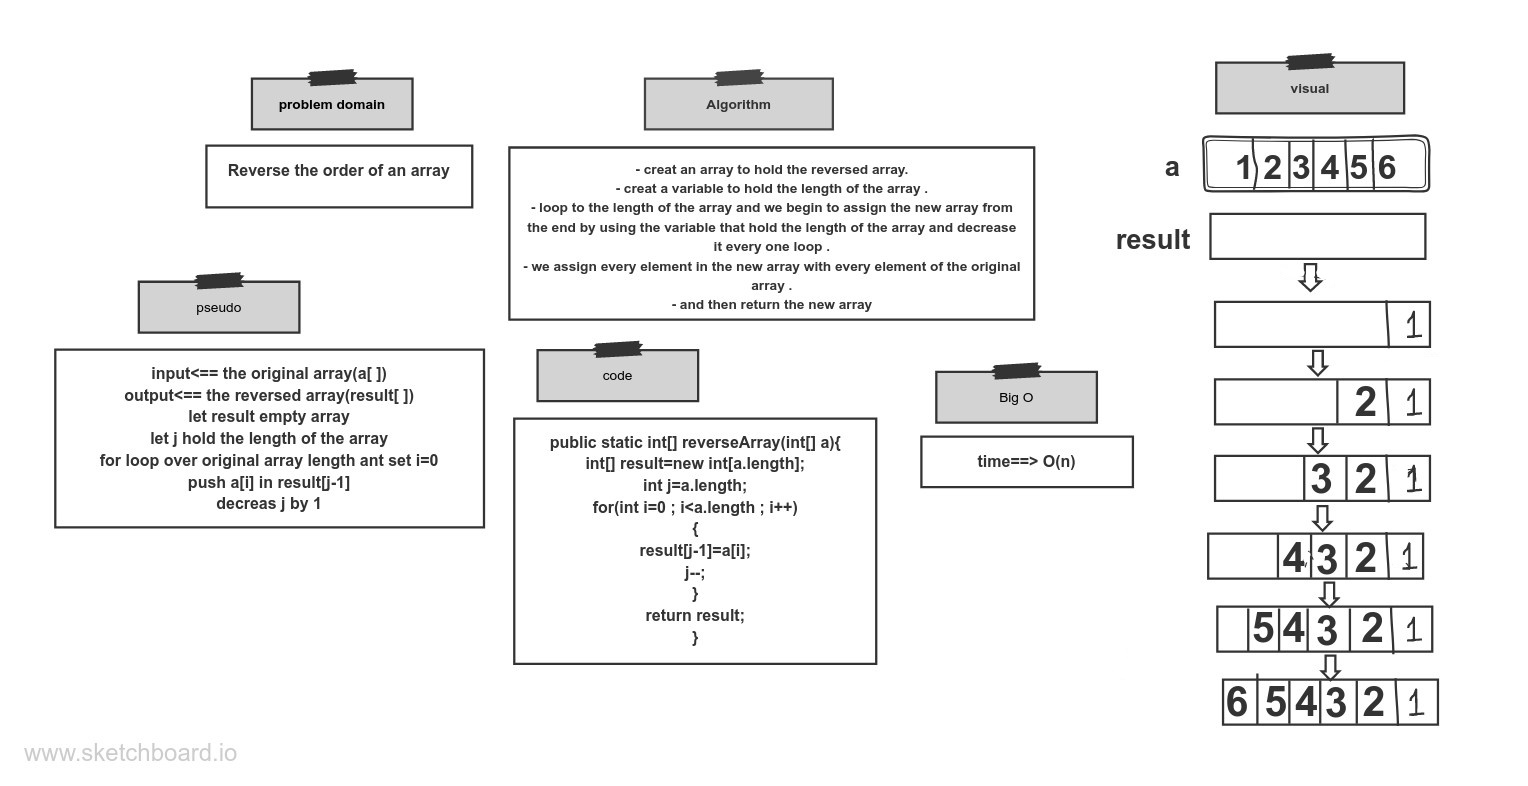 problem domain
Reverse the order of an array
Algorithm
- creat an array to hold the reversed array.
- creat a variable to hold the length of the array .
- loop to the length of the array and we begin to assign the new array from
the end by using the variable that hold the length of the array and decrease
it every one loop .
- we assign every element in the new array with every element of the original
array .
- and then return the new array
pseudo
input<== the original array(a[ ])
output<== the reversed array(result[ ])
let result empty array
let j hold the length of the array
for loop over original array length ant set i=0
push a[i] in result[j-1]
decreas j by 1
code
public static int[] reverseArray(int[] a){
int[] result=new int[a.length];
int j=a.length;
for(int i=0 ; i<a.length ; i++)
{
result[j-1]=a[i];
j--;
}
return result;
}
Big O
time==> O(n)
visual
a 1 2 3 4 5 6
result
1
2 1
3 2 1
4 3 2 1
5 4 3 2 1
6 5 4 3 2 1
www.sketchboard.io